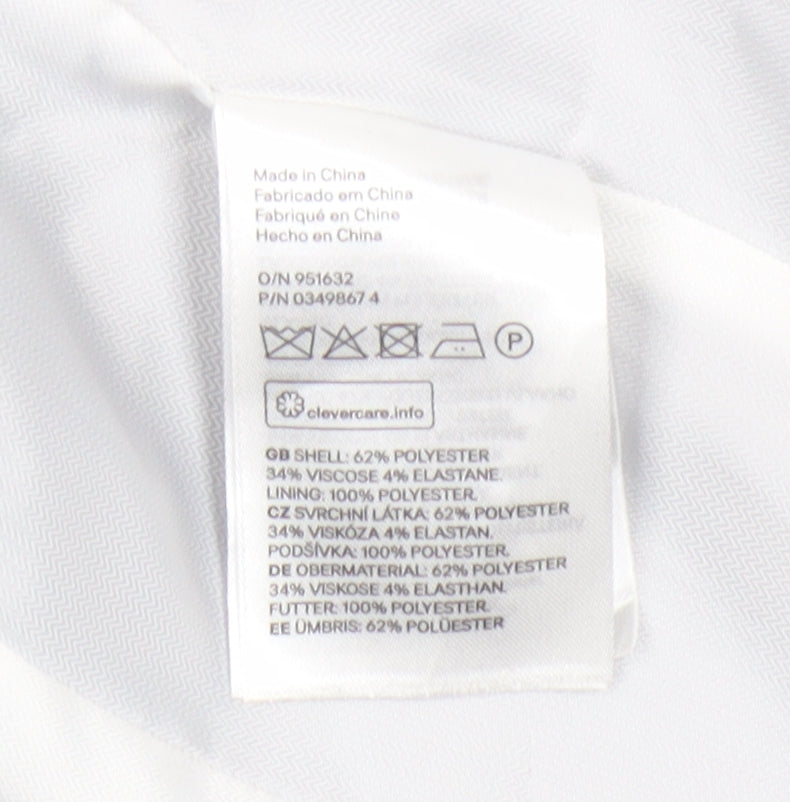 Made in China
Fabricado em China
Fabriqué en Chine
Hecho en China
O/N 951632
P/N 0349867 4
P
clevercare.info
GB SHELL: 62% POLYESTER
34% VISCOSE 4% ELASTANE.
LINING: 100% POLYESTER.
CZ SVRCHNÍ LÁTKA: 62% POLYESTER
34% VISKÓZA 4% ELASTAN.
PODŠÍVKA: 100% POLYESTER.
DE OBERMATERIAL: 62% POLYESTER
34% VISKOSE 4% ELASTHAN.
FUTTER: 100% POLYESTER.
EE ÜMBRIS: 62% POLÜESTER